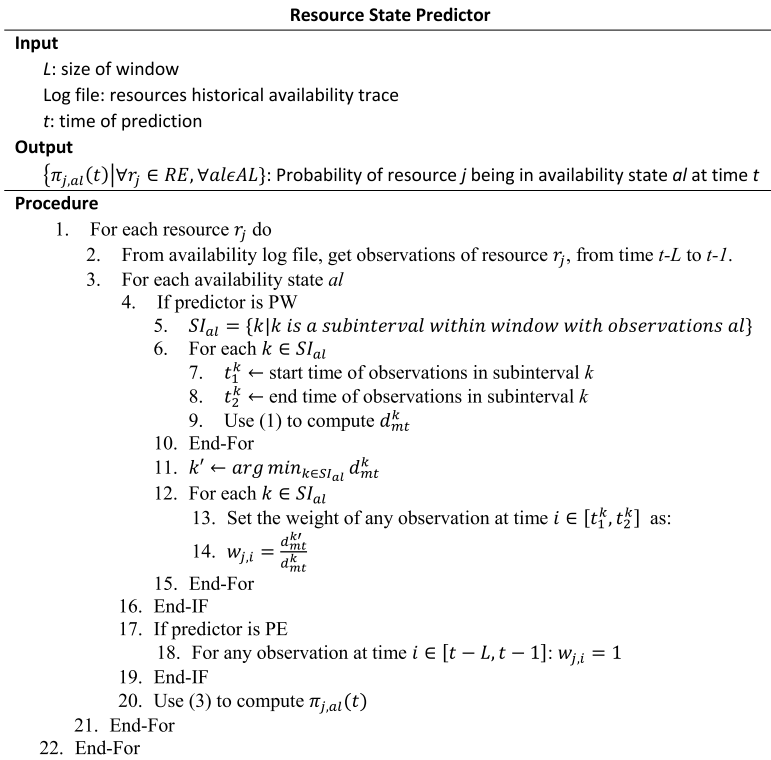 Resource State Predictor
Input
L: size of window
Log file: resources historical availability trace
t: time of prediction
Output
{π_{j,al}(t)|∀r_j ∈ RE, ∀alϵAL}: Probability of resource j being in availability state al at time t
Procedure
1. For each resource r_j do
2. From availability log file, get observations of resource r_j, from time t-L to t-1.
3. For each availability state al
4. If predictor is PW
5. SI_{al} = {k|k is a subinterval within window with observations al}
6. For each k ∈ SI_{al}
7. t_1^k ← start time of observations in subinterval k
8. t_2^k ← end time of observations in subinterval k
9. Use (1) to compute d_{mt}^k
10. End-For
11. k′ ← arg min_{k∈SI_{al}} d_{mt}^k
12. For each k ∈ SI_{al}
13. Set the weight of any observation at time i ∈ [t_1^k, t_2^k] as:
14. w_{j,i} = d_{mt}^{k′} / d_{mt}^k
15. End-For
16. End-IF
17. If predictor is PE
18. For any observation at time i ∈ [t − L, t − 1]: w_{j,i} = 1
19. End-IF
20. Use (3) to compute π_{j,al}(t)
21. End-For
22. End-For